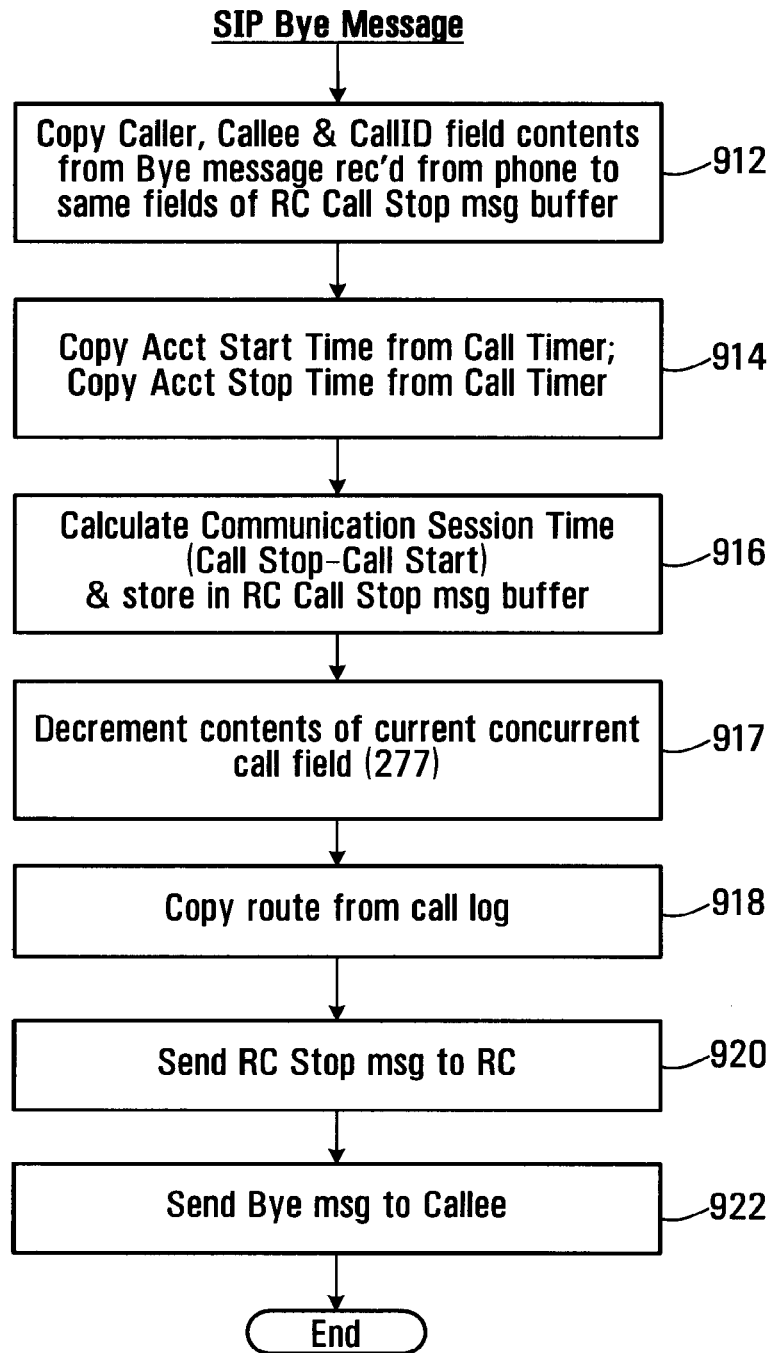 SIP Bye Message
Copy Caller, Callee & CallID field contents
from Bye message rec'd from phone to
same fields of RC Call Stop msg buffer
912
Copy Acct Start Time from Call Timer;
Copy Acct Stop Time from Call Timer
914
Calculate Communication Session Time
(Call Stop-Call Start)
& store in RC Call Stop msg buffer
916
Decrement contents of current concurrent
call field (277)
917
Copy route from call log
918
Send RC Stop msg to RC
920
Send Bye msg to Callee
922
End